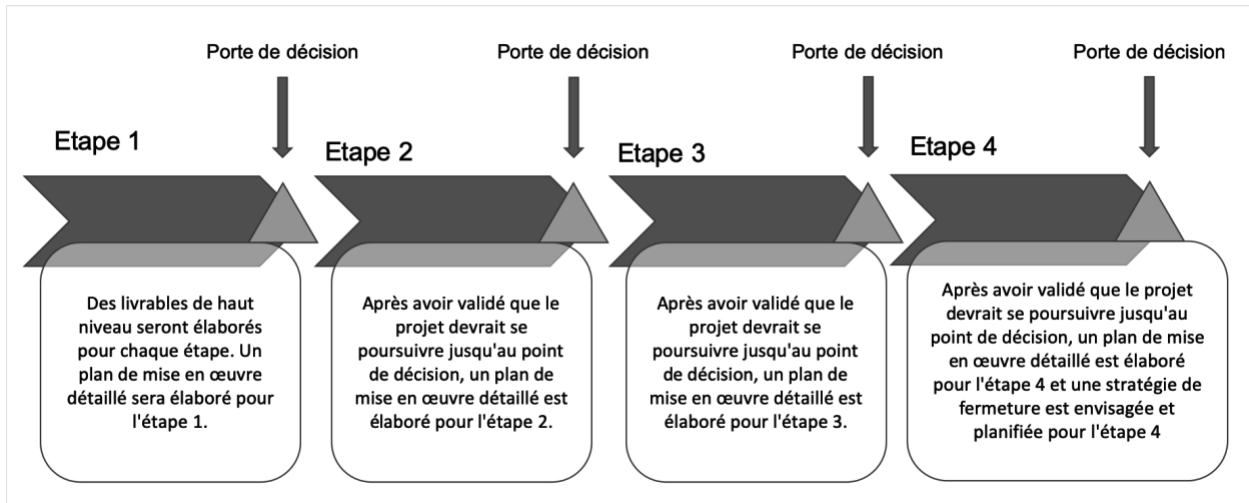 Porte de décision
Porte de décision
Porte de décision
Porte de décision
Etape 1
Etape 2
Etape 3
Etape 4
Des livrables de haut
niveau seront élaborés
pour chaque étape. Un
plan de mise en œuvre
détaillé sera élaboré pour
l'étape 1.
Après avoir validé que le
projet devrait se
poursuivre jusqu'au point
de décision, un plan de
mise en œuvre détaillé est
élaboré pour l'étape 2.
Après avoir validé que le
projet devrait se
poursuivre jusqu'au point
de décision, un plan de
mise en œuvre détaillé est
élaboré pour l'étape 3.
Après avoir validé que le projet
devrait se poursuivre jusqu'au
point de décision, un plan de mise
en œuvre détaillé est élaboré
pour l'étape 4 et une stratégie de
fermeture est envisagée et
planifiée pour l'étape 4